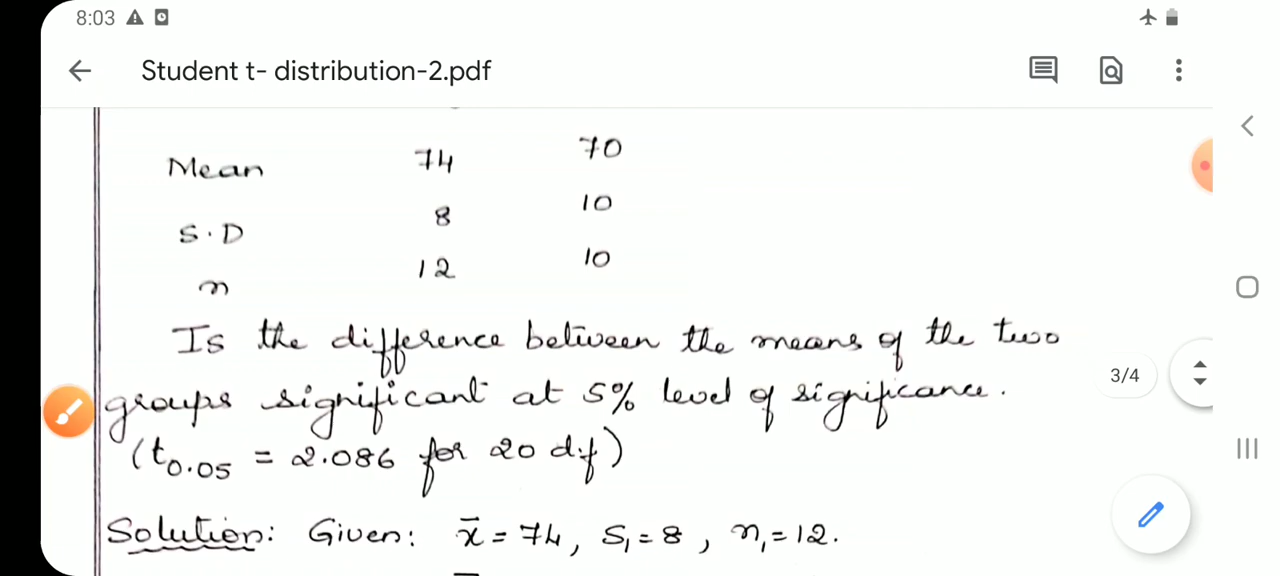 8:03
Student t- distribution-2.pdf
Mean 74 70
S.D 8 10
n 12 10
Is the difference between the means of the two
groups significant at 5% level of significance.
(t0.05 = 2.086 for 20 d.f)
3/4
Solution: Given: x̄ = 74, S₁ = 8, n₁ = 12.